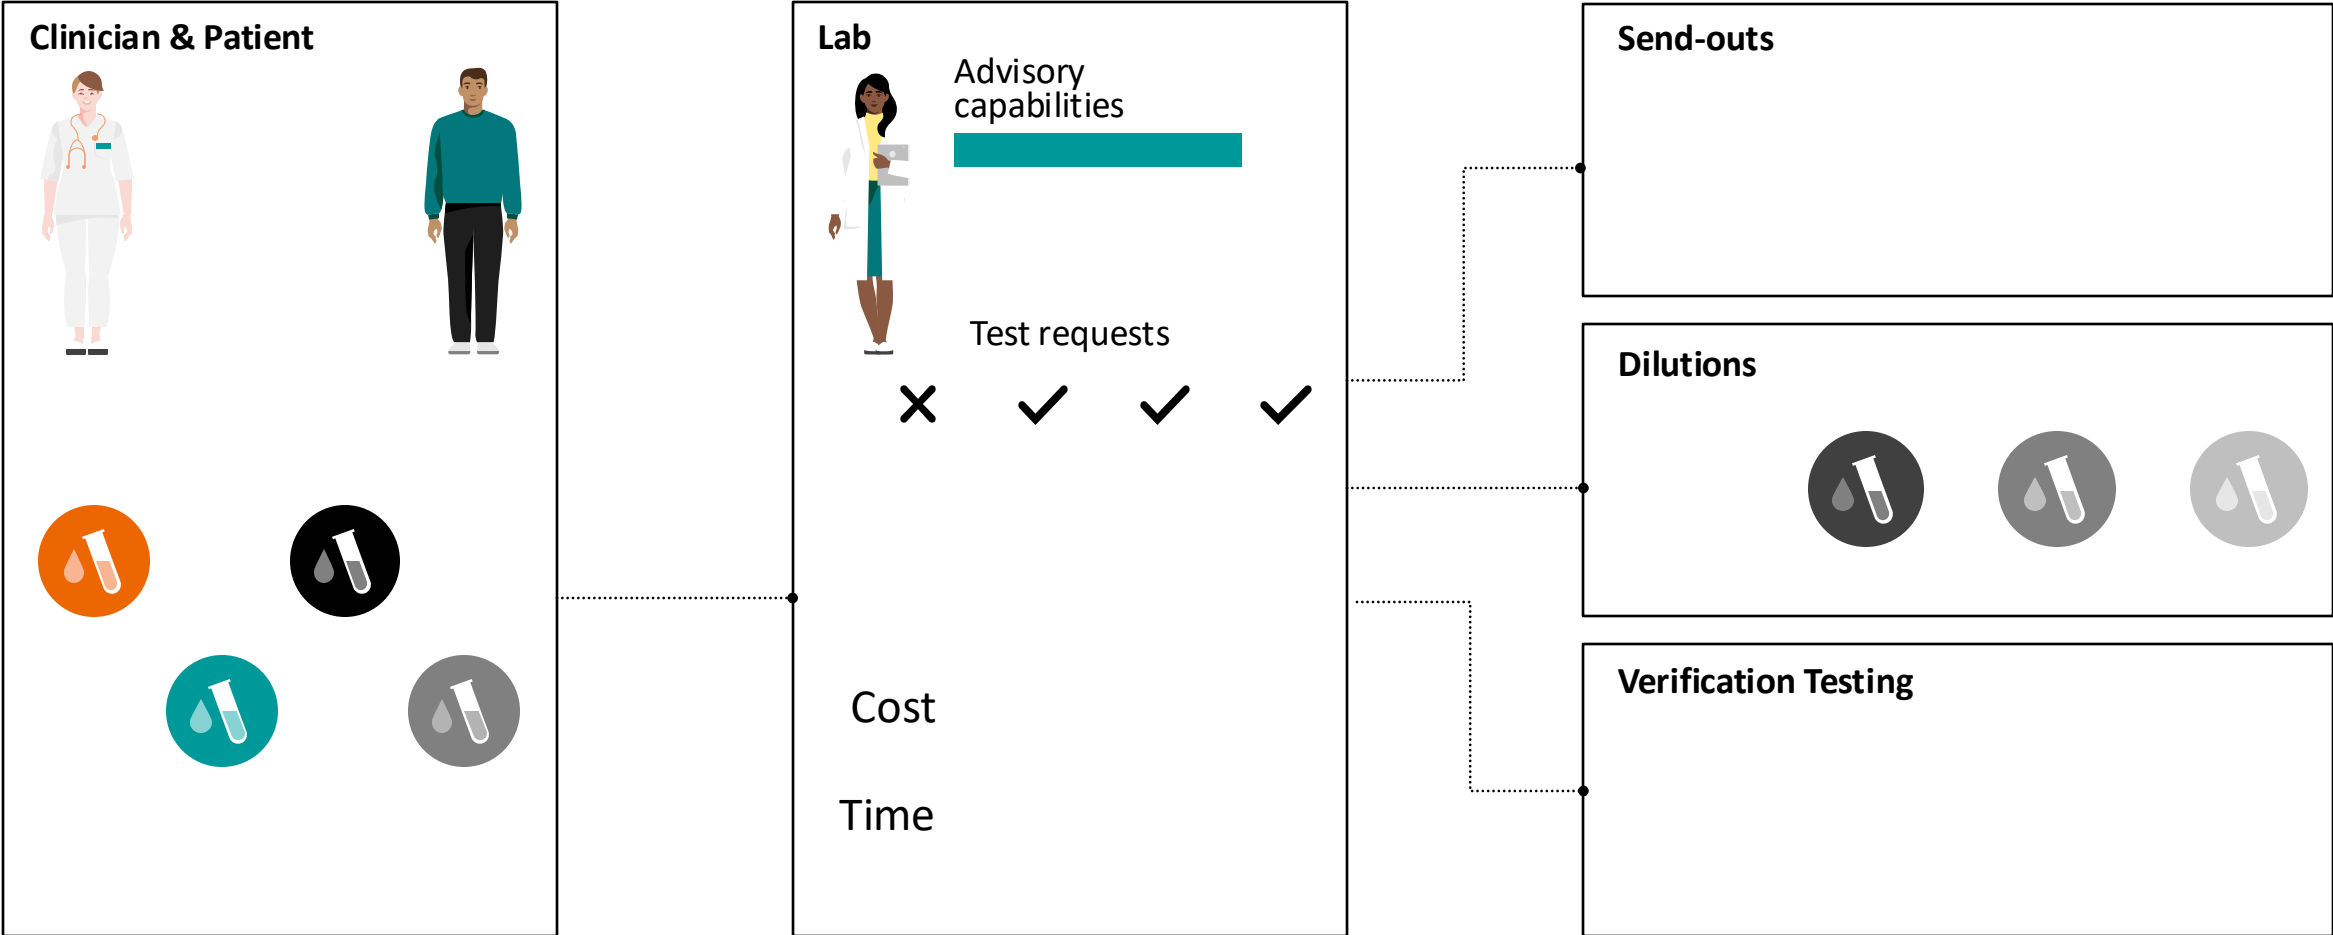 Clinician & Patient
Lab
Advisory
capabilities
Test requests
Cost
Time
Send-outs
Dilutions
Verification Testing